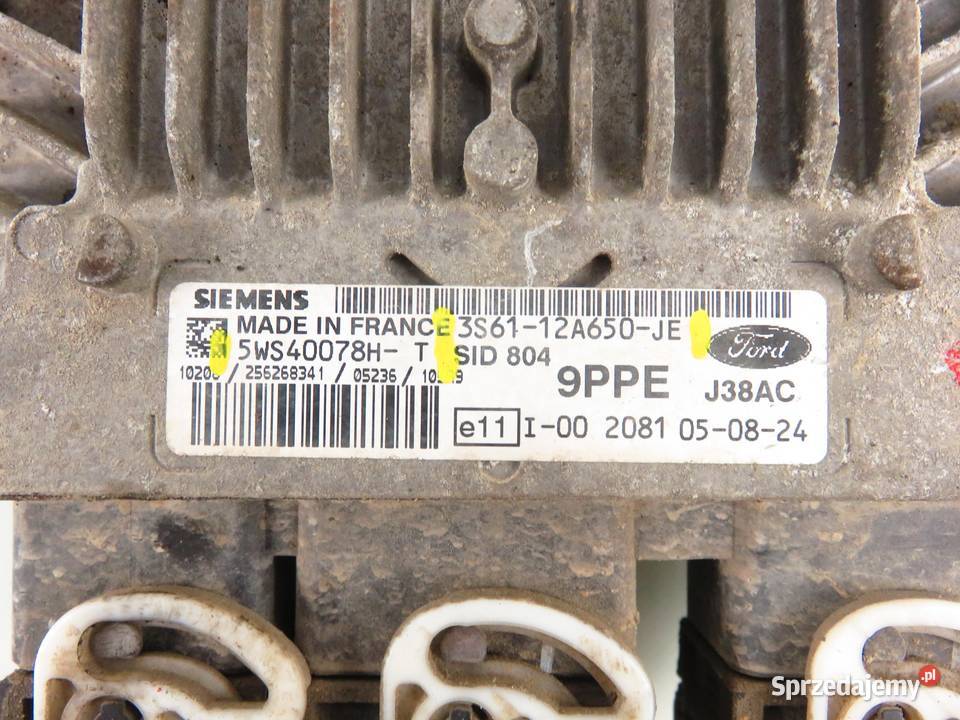 SIEMENS
MADE IN FRANCE 3S61-12A650-JE
Ford
5WS40078H- T SID 804
/ 256268341 / 05236 /
9PPE J38AC
e11 I-00 2081 05-08-24
Sprzedajemy.pl